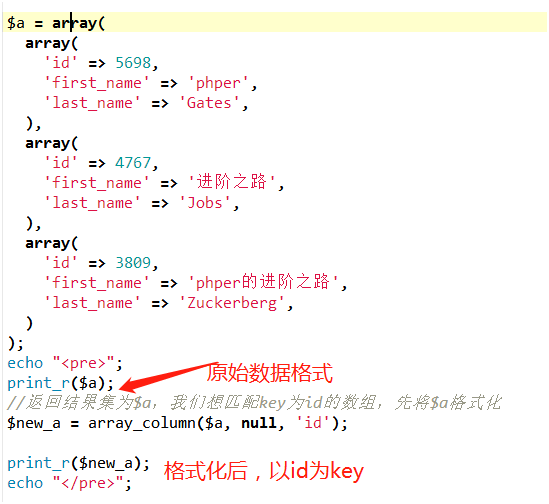 $a = array(
array(
'id' => 5698,
'first_name' => 'phper',
'last_name' => 'Gates',
),
array(
'id' => 4767,
'first_name' => '进阶之路',
'last_name' => 'Jobs',
),
array(
'id' => 3809,
'first_name' => 'phper的进阶之路',
'last_name' => 'Zuckerberg',
)
);
echo "<pre>";
print_r($a);
原始数据格式
//返回结果集为$a，我们想匹配key为id的数组，先将$a格式化
$new_a = array_column($a, null, 'id');
print_r($new_a);
格式化后，以id为key
echo "</pre>";